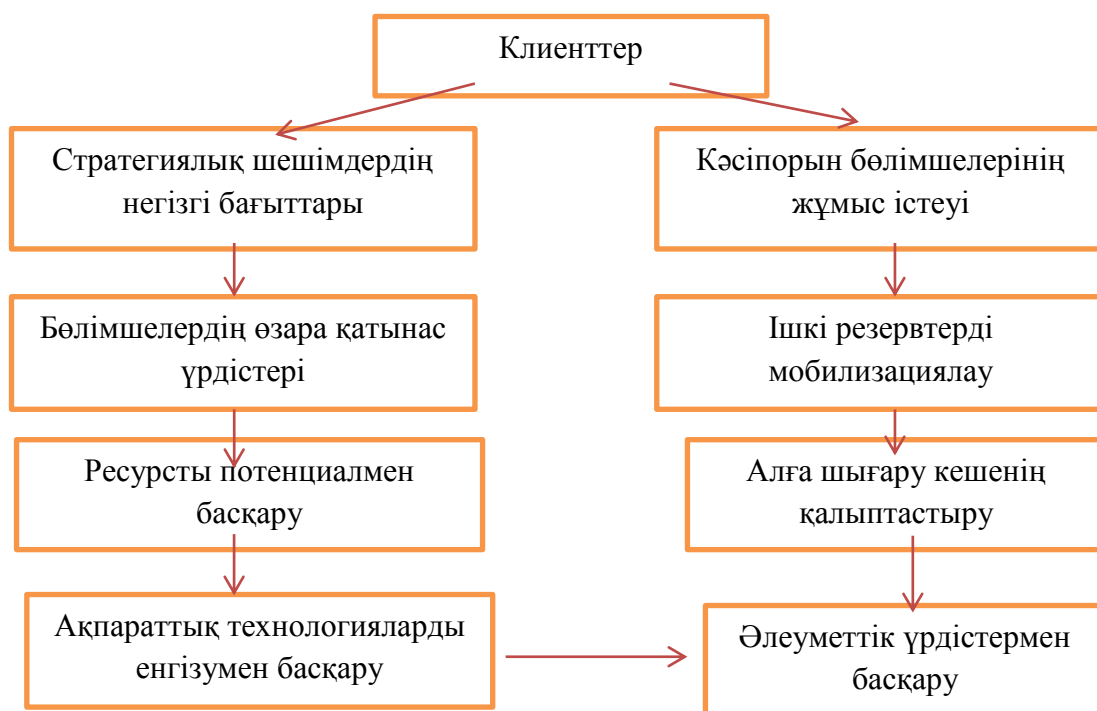 Клиенттер
Стратегиялық шешімдердің
негізгі бағыттары
Кәсіпорын бөлімшелерінің
жұмыс істеуі
Бөлімшелердің өзара қатынас
үрдістері
Ішкі резервтерді
мобилизациялау
Ресурсты потенциалмен
басқару
Алға шығару кешенің
қалыптастыру
Ақпараттық технологияларды
енгізумен басқару
Әлеуметтік үрдістермен
басқару